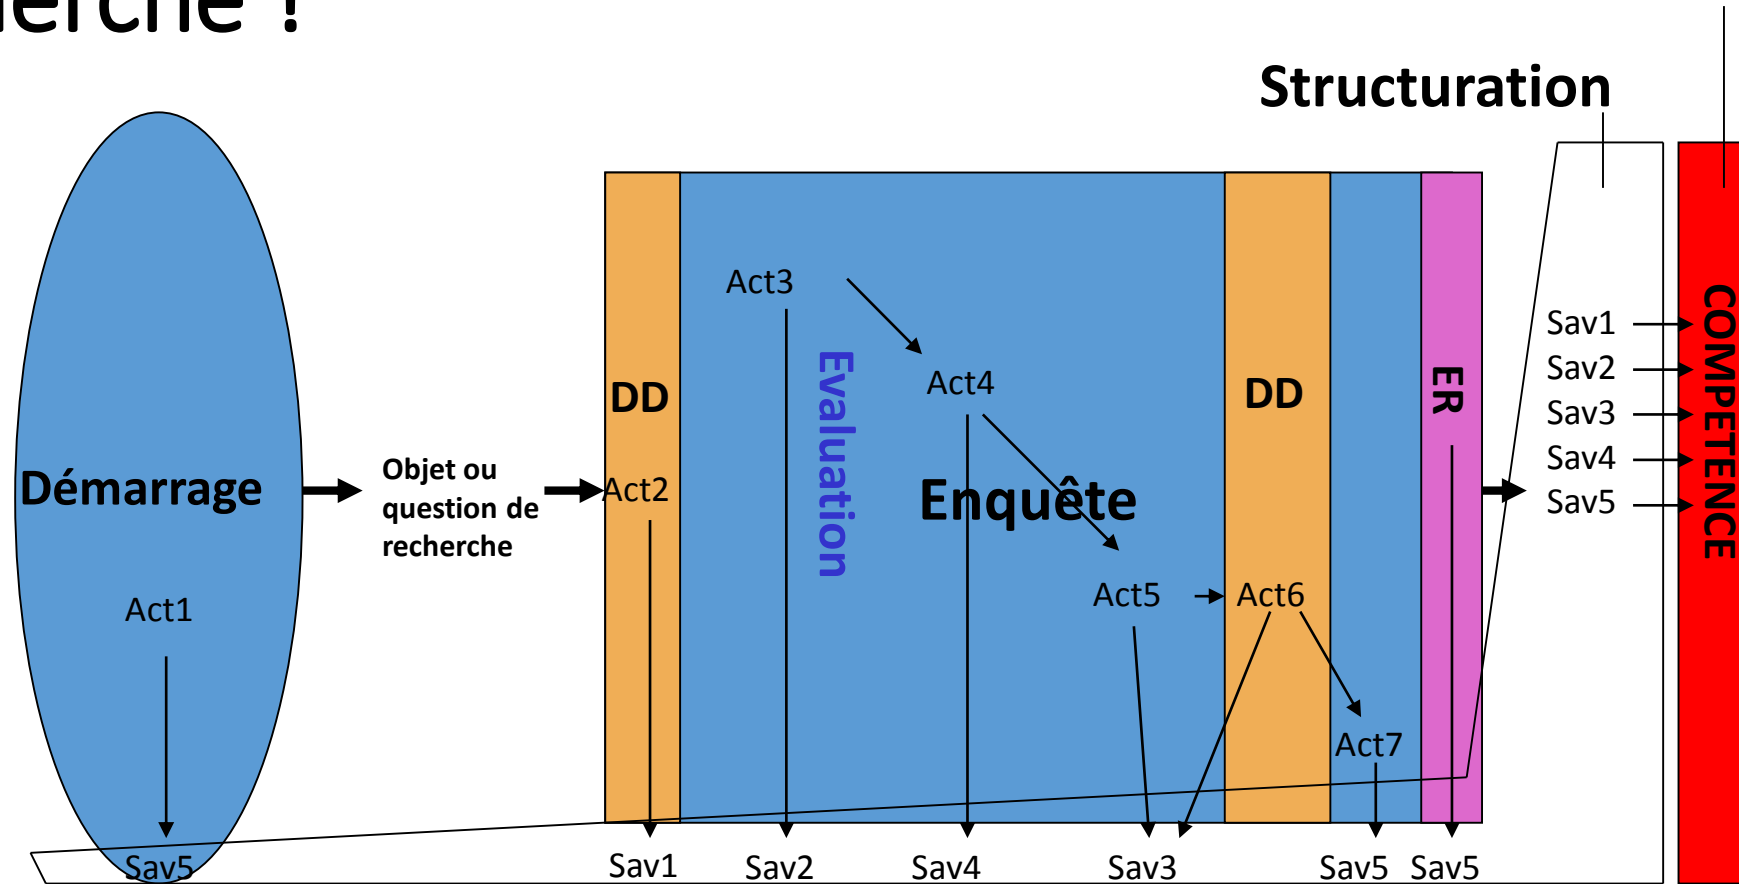 herche !
Structuration
Démarrage
Act1
Sav5
Objet ou
question de
recherche
DD
Act2
Sav1
Act3
Evaluation
Sav2
Act4
Enquête
Sav4
Act5
Sav3
DD
Act6
Act7
Sav5
ER
Sav5
Sav1
Sav2
Sav3
Sav4
Sav5
COMPETENCE